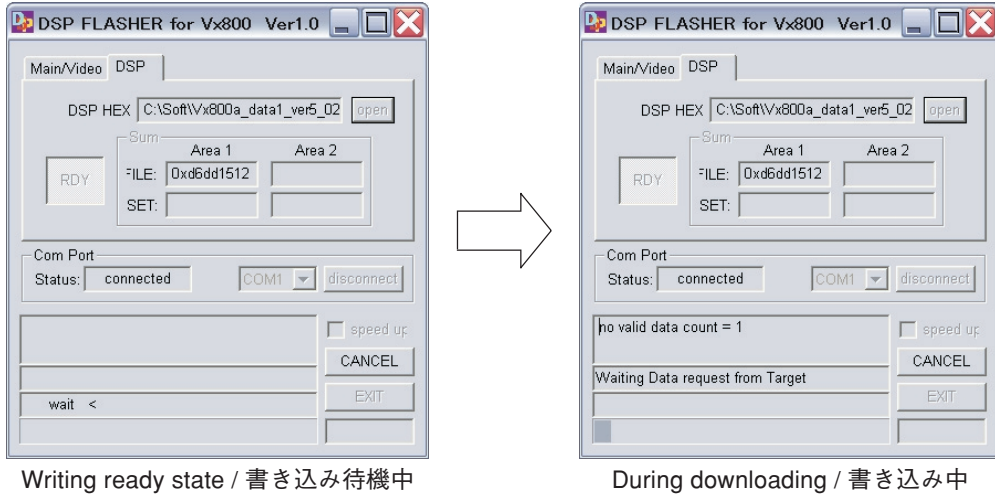 DSP FLASHER for Vx800 Ver1.0
Main/Video DSP
DSP HEX C:\Soft\Vx800a_data1_ver5_02 open
Sum
Area 1 Area 2
RDY
FILE: 0xd6dd1512
SET:
Com Port
Status: connected COM1 disconnect
speed up
CANCEL
wait <
EXIT
Writing ready state / 書き込み待機中
DSP FLASHER for Vx800 Ver1.0
Main/Video DSP
DSP HEX C:\Soft\Vx800a_data1_ver5_02 open
Sum
Area 1 Area 2
RDY
FILE: 0xd6dd1512
SET:
Com Port
Status: connected COM1 disconnect
no valid data count = 1
speed up
CANCEL
Waiting Data request from Target
EXIT
During downloading / 書き込み中